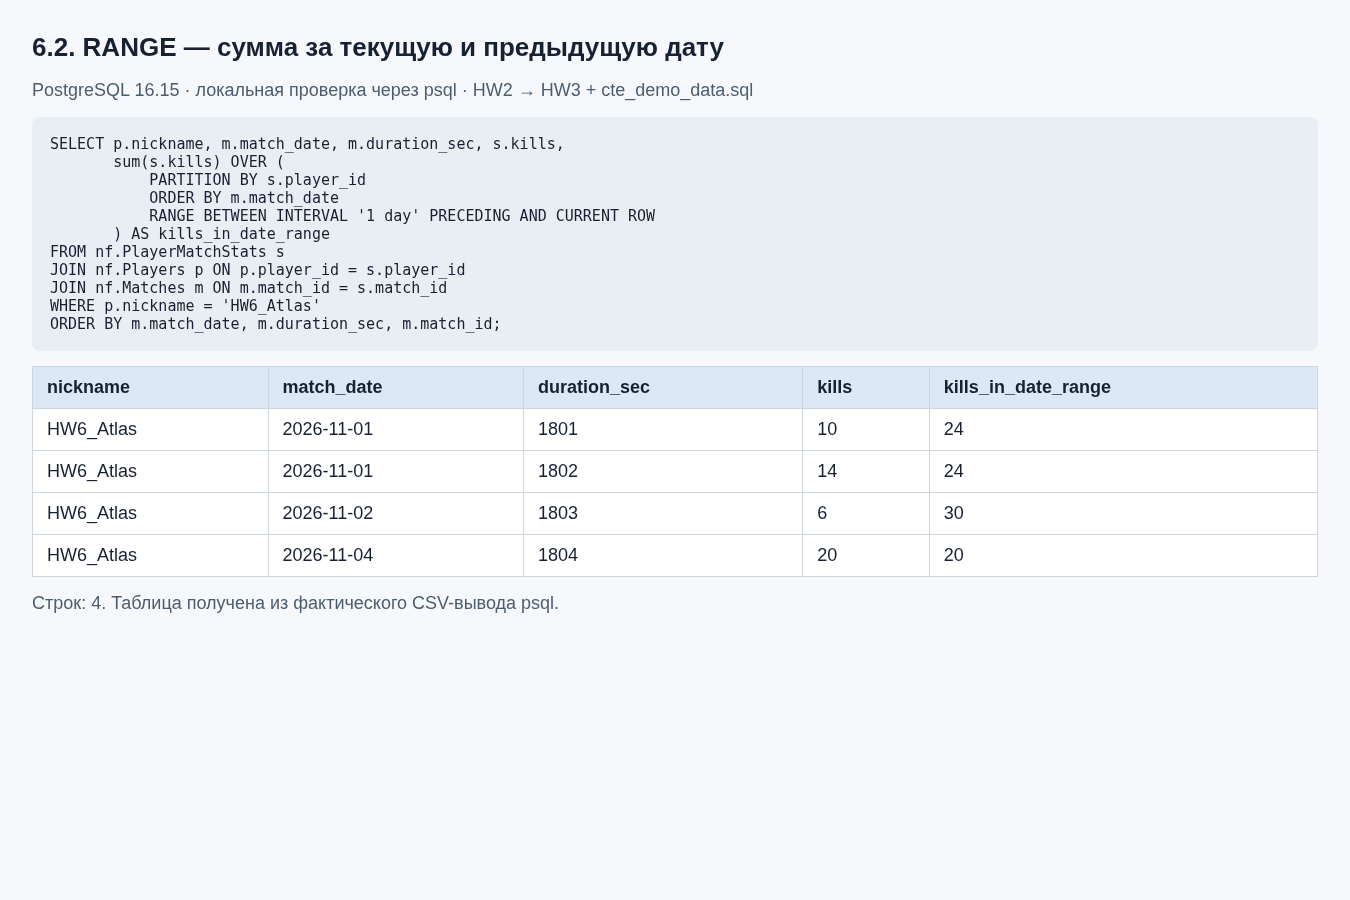 6.2. RANGE — сумма за текущую и предыдущую дату
PostgreSQL 16.15 · локальная проверка через psql · HW2 → HW3 + cte_demo_data.sql
SELECT p.nickname, m.match_date, m.duration_sec, s.kills,
       sum(s.kills) OVER (
           PARTITION BY s.player_id
           ORDER BY m.match_date
           RANGE BETWEEN INTERVAL '1 day' PRECEDING AND CURRENT ROW
       ) AS kills_in_date_range
FROM nf.PlayerMatchStats s
JOIN nf.Players p ON p.player_id = s.player_id
JOIN nf.Matches m ON m.match_id = s.match_id
WHERE p.nickname = 'HW6_Atlas'
ORDER BY m.match_date, m.duration_sec, m.match_id;
nickname match_date duration_sec kills kills_in_date_range
HW6_Atlas 2026-11-01 1801 10 24
HW6_Atlas 2026-11-01 1802 14 24
HW6_Atlas 2026-11-02 1803 6 30
HW6_Atlas 2026-11-04 1804 20 20
Строк: 4. Таблица получена из фактического CSV-вывода psql.